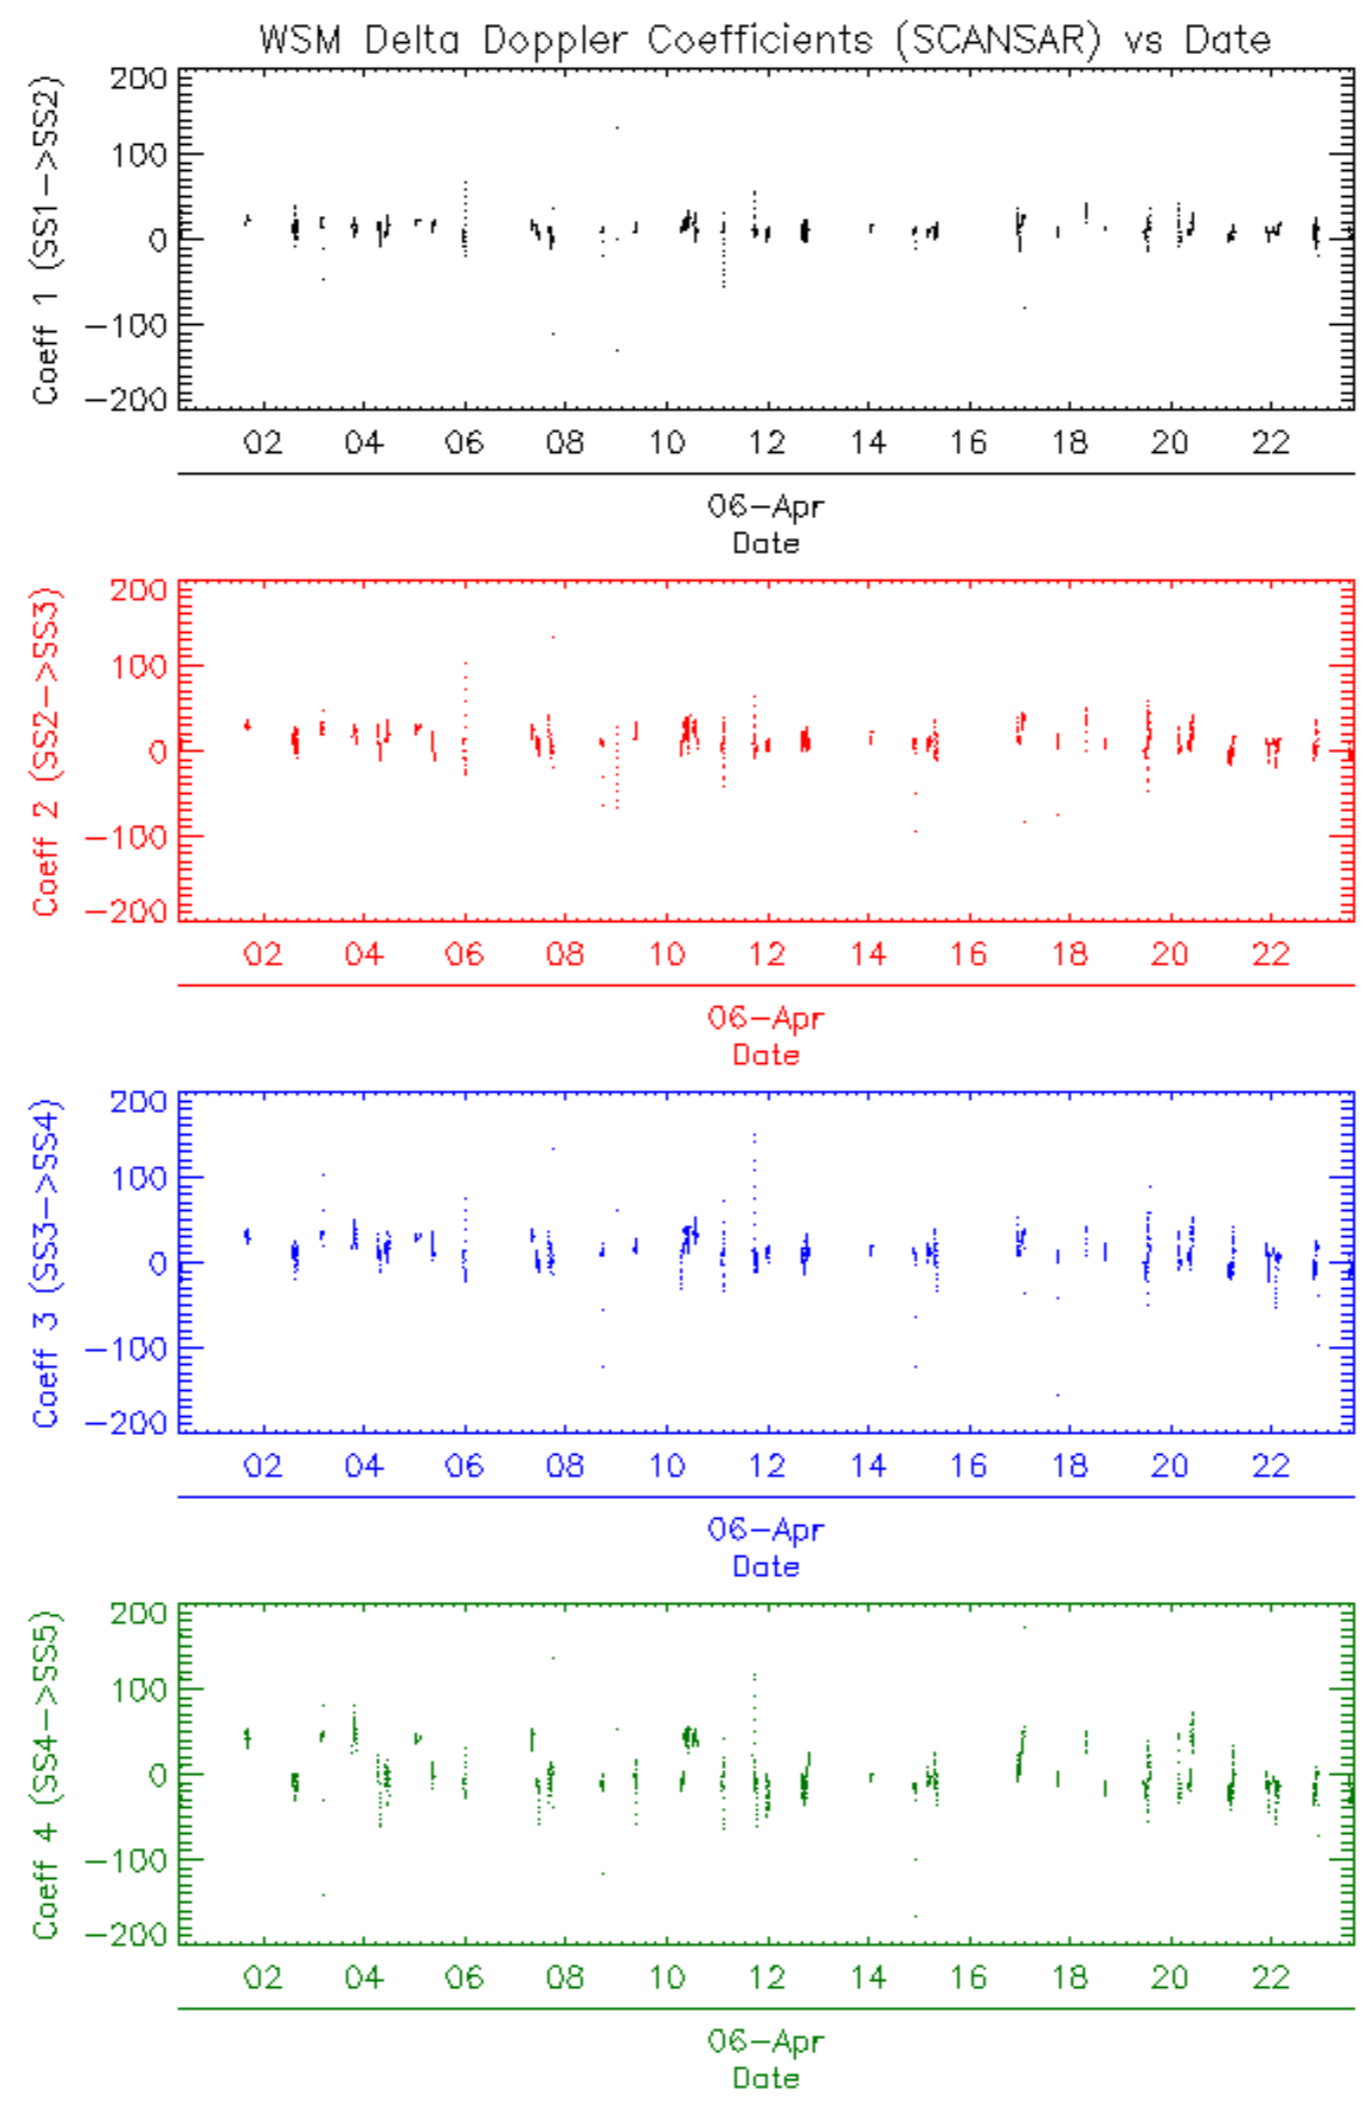 WSM Delta Doppler Coefficients (SCANSAR) vs Date
Coeff 1 (SS1->SS2)
200
100
0
-100
-200
02 04 06 08 10 12 14 16 18 20 22
06-Apr
Date
Coeff 2 (SS2->SS3)
200
100
0
-100
-200
02 04 06 08 10 12 14 16 18 20 22
06-Apr
Date
Coeff 3 (SS3->SS4)
200
100
0
-100
-200
02 04 06 08 10 12 14 16 18 20 22
06-Apr
Date
Coeff 4 (SS4->SS5)
200
100
0
-100
-200
02 04 06 08 10 12 14 16 18 20 22
06-Apr
Date